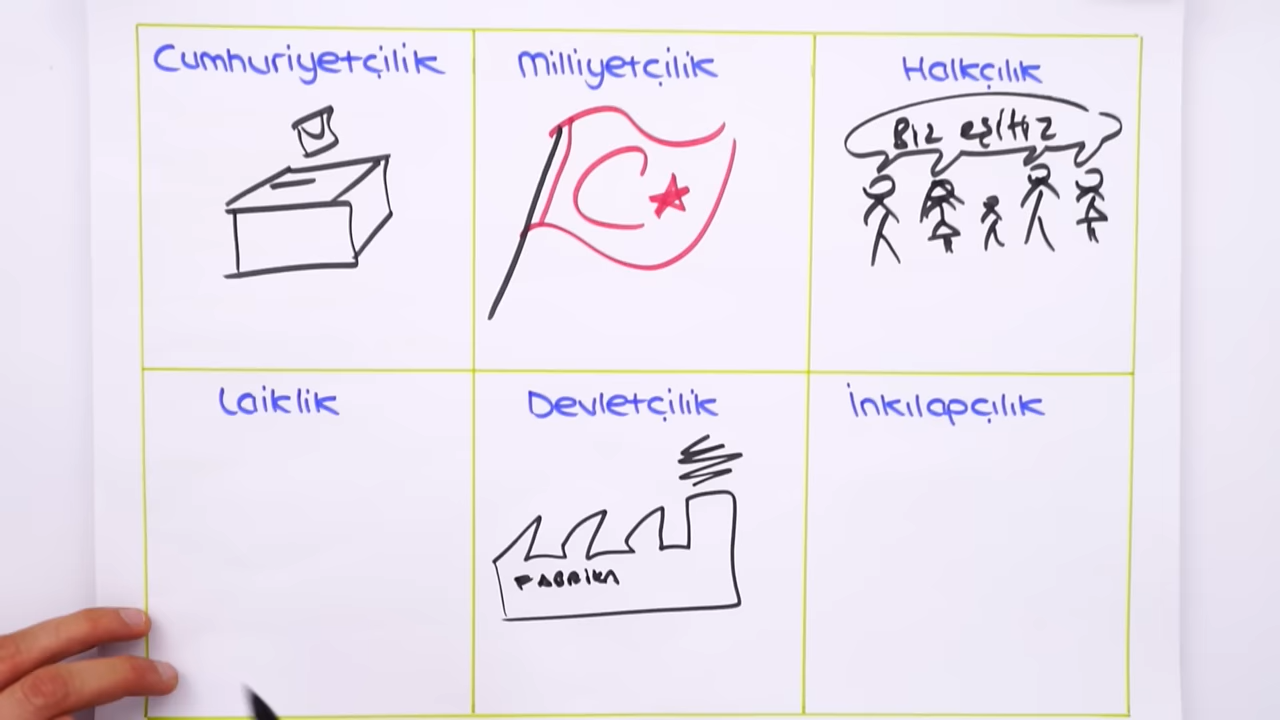 Cumhuriyetçilik
Milliyetçilik
Halkçılık
Biz eşitiz
Laiklik
Devletçilik
FABRİKA
İnkılapçılık